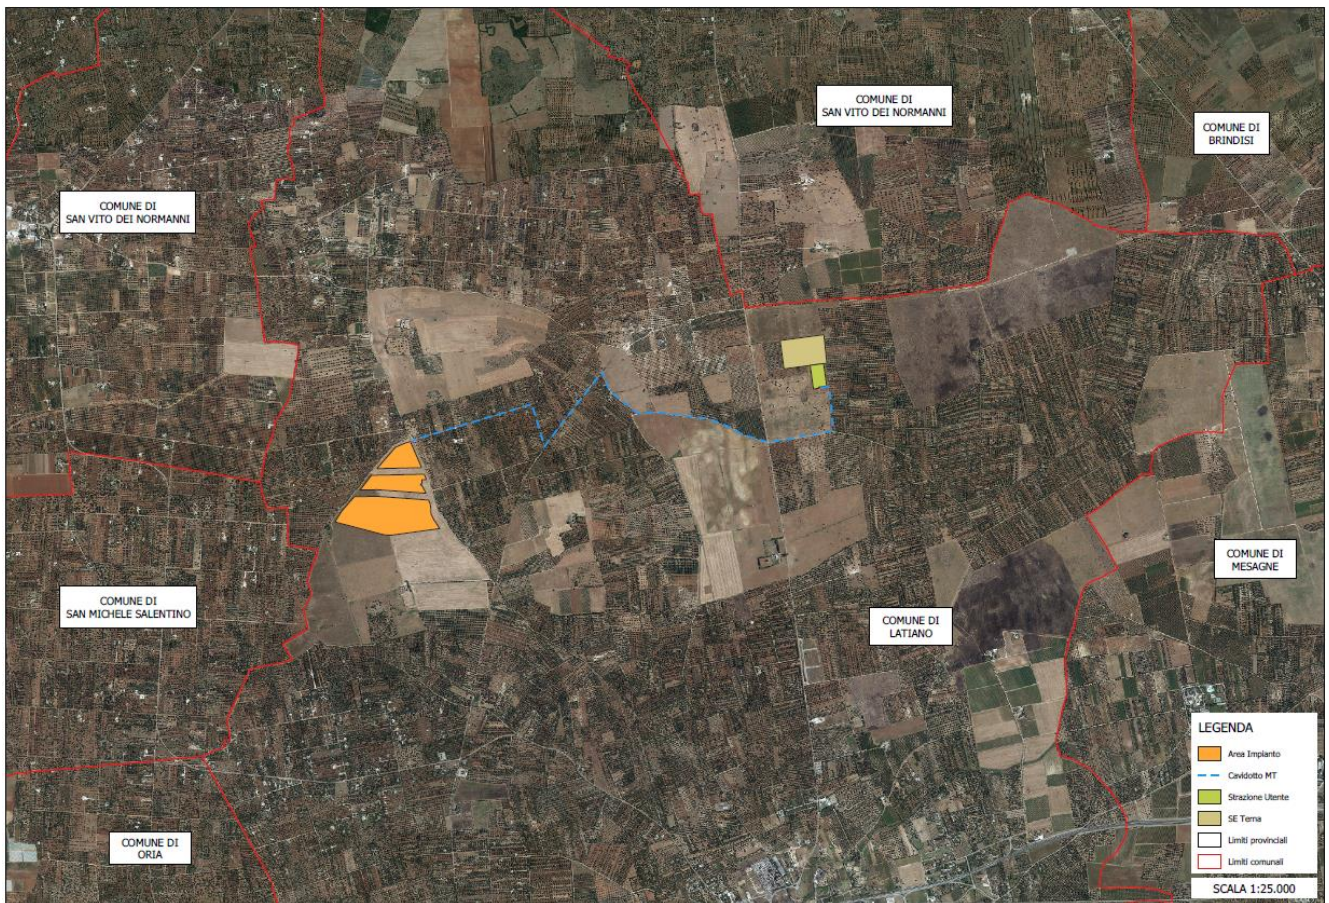 COMUNE DI
SAN VITO DEI NORMANNI
COMUNE DI
BRINDISI
COMUNE DI
SAN VITO DEI NORMANNI
COMUNE DI
MESAGNE
COMUNE DI
SAN MICHELE SALENTINO
COMUNE DI
LATIANO
COMUNE DI
ORIA
LEGENDA
Area Impianto
Cavidotto MT
Strazione Utente
SE Terna
Limiti provinciali
Limiti comunali
SCALA 1:25.000